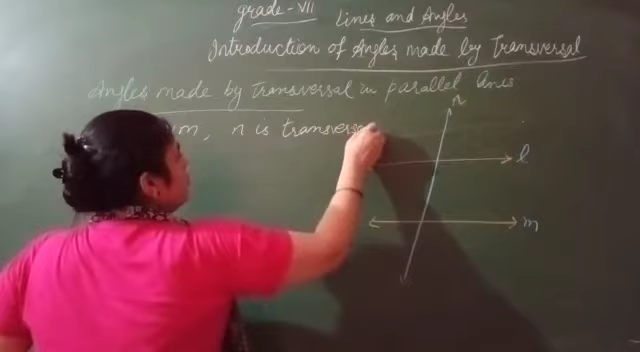 grade-VII Lines and Angles
Introduction of Angles made by Transversal
Angles made by Transversal in parallel lines
m, n is transversa
n
l
m